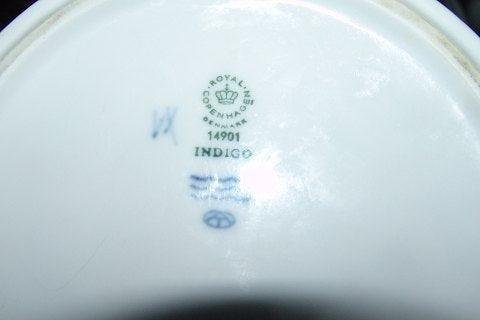 ROYAL
COPENHAGEN
DENMARK
14901
INDIGO